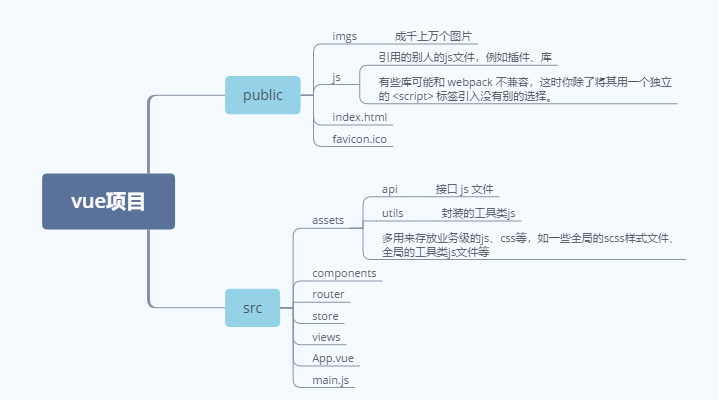 vue项目
public
imgs
成千上万个图片
js
引用的别人的js文件，例如插件、库
有些库可能和 webpack 不兼容，这时你除了将其用一个独立
的 <script> 标签引入没有别的选择。
index.html
favicon.ico
src
assets
api
接口 js 文件
utils
封装的工具类js
多用来存放业务级的js、css等，如一些全局的scss样式文件、
全局的工具类js文件等
components
router
store
views
App.vue
main.js